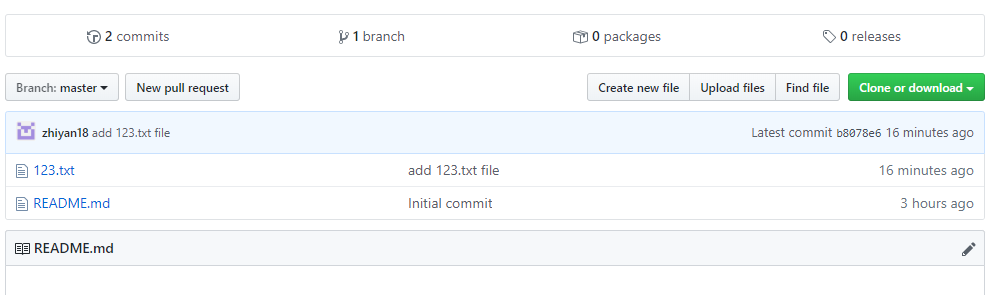 2 commits 1 branch 0 packages 0 releases
Branch: master New pull request Create new file Upload files Find file Clone or download
zhiyan18 add 123.txt file Latest commit b8078e6 16 minutes ago
123.txt add 123.txt file 16 minutes ago
README.md Initial commit 3 hours ago
README.md